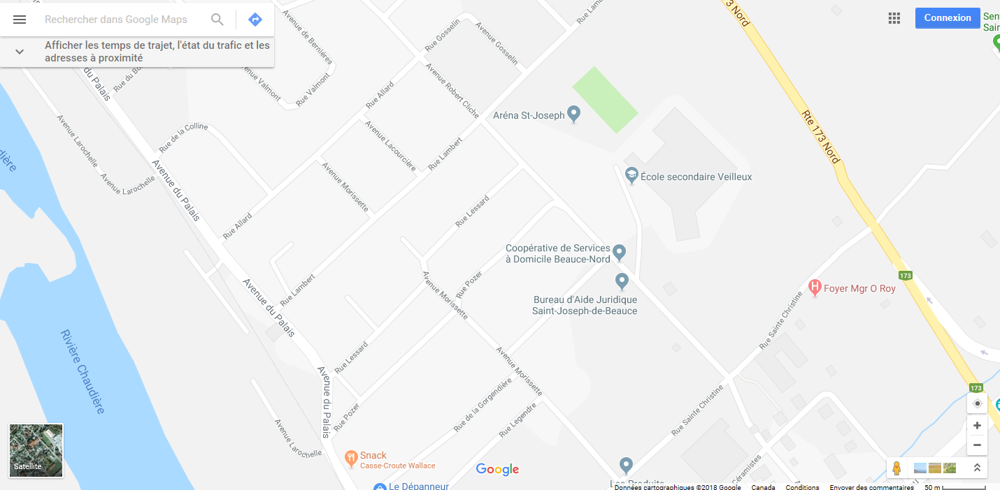 Rechercher dans Google Maps
Afficher les temps de trajet, l'état du trafic et les
adresses à proximité
Connexion
3 Nord
Rue Lambert
Rue Gosselin
Avenue Gosselin
Avenue de Bernières
Avenue Valmont
Rue Valmont
du Palais
Rue du
Rue Allard
Avenue Robert Cliche
Aréna St-Joseph
Rte 173 Nord
Avenue Larochelle
Rue de la Colline
Avenue Lacourcière
Rue Lambert
Avenue Larochelle
Avenue du Palais
Avenue Morissette
École secondaire Veilleux
Rue Lessard
Rue Allard
Coopérative de Services
à Domicile Beauce-Nord
173
Rue Lambert
Avenue du Palais
Avenue Morissette
Rue Pozer
Bureau d'Aide Juridique
Saint-Joseph-de-Beauce
Foyer Mgr O Roy
Rue Sainte Christine
Rivière Chaudière
Rue Lessard
Avenue du Palais
Avenue Morissette
173
Rue de la Gorgendière
Rue Legendre
Rue Pozer
Rue Sainte Christine
Avenue Larochelle
Satellite
Snack
Casse-Croute Wallace
Google
Céramistes
Le Dépanneur
Les Produits
Données cartographiques ©2018 Google Canada Conditions Envoyer des commentaires 50 m